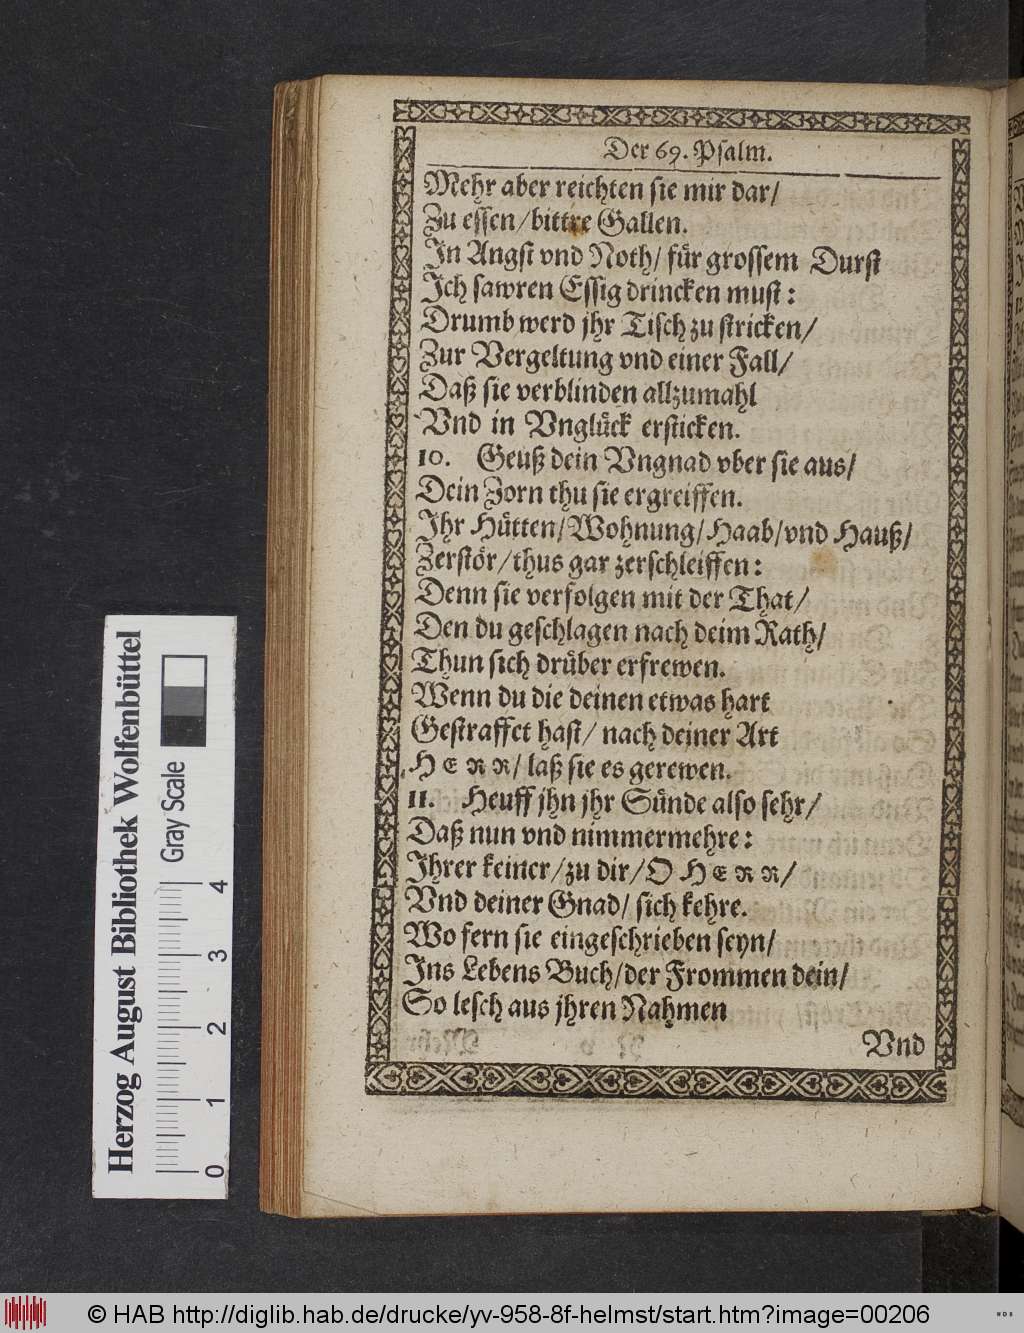 Der 69. Psalm.
Mehr aber reichten sie mir dar/
Zu essen/bittre Gallen.
In Angst vnd Noth/ für grossem Durst
Ich sawren Essig drincken must:
Drumb werd jhr Tisch zu stricken/
Zur Vergeltung vnd einer Fall/
Daß sie verblinden allzumahl
Vnd in Vnglück ersticken.
10. Geuß dein Vngnad vber sie aus/
Dein Zorn thu sie ergreiffen.
Ihr Hütten/Wohnung/Haab/vnd Hauß/
Zerstör/thus gar zerschleiffen:
Denn sie verfolgen mit der That/
Den du geschlagen nach deim Rath/
Thun sich drüber erfrewen.
Wenn du die deinen etwas hart
Gestraffet hast/ nach deiner Art
HERR/ laß sie es gerewen.
11. Heuff jhn jhr Sünde also sehr/
Daß nun vnd nimmermehre:
Ihrer keiner/zu dir/O HERR/
Vnd deiner Gnad/ sich kehre.
Wo fern sie eingeschrieben seyn/
Ins Lebens Buch/der Frommen dein/
So lesch aus jhren Nahmen
Vnd
Herzog August Bibliothek Wolfenbüttel
Gray Scale
0 1 2 3 4
© HAB http://diglib.hab.de/drucke/yv-958-8f-helmst/start.htm?image=00206